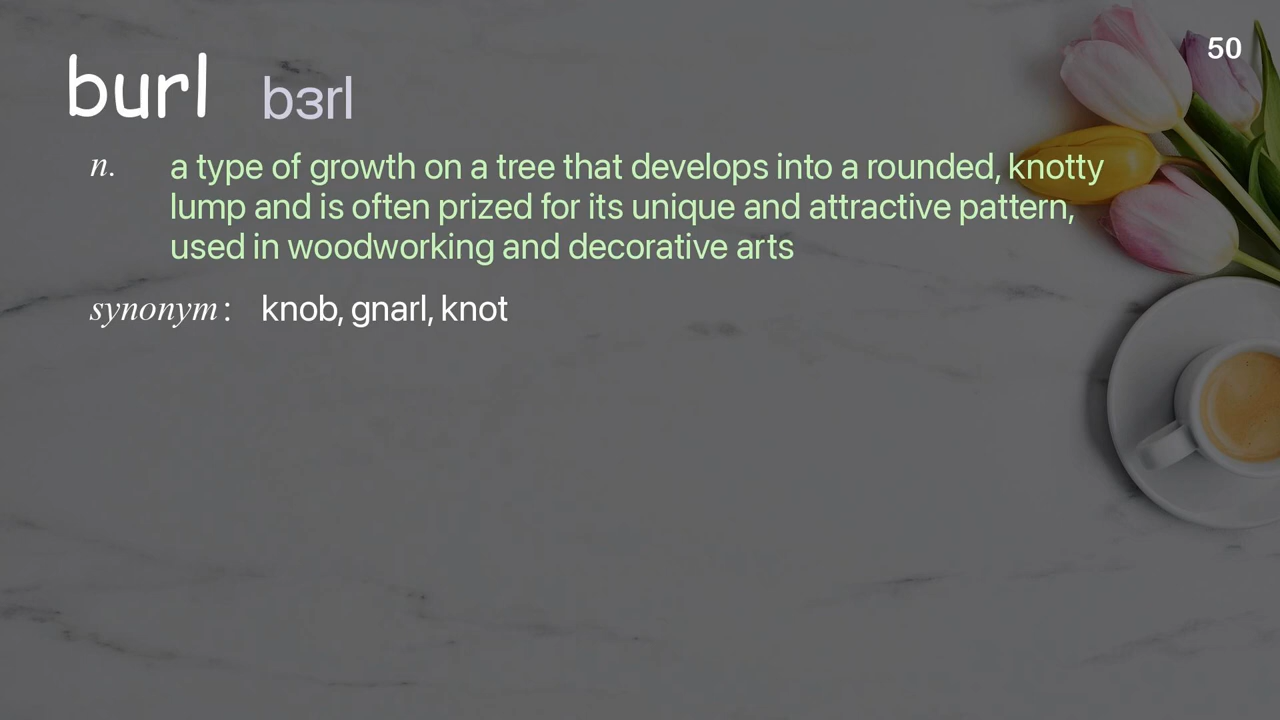 50
burl bɜrl
n. a type of growth on a tree that develops into a rounded, knotty
lump and is often prized for its unique and attractive pattern,
used in woodworking and decorative arts
synonym: knob, gnarl, knot